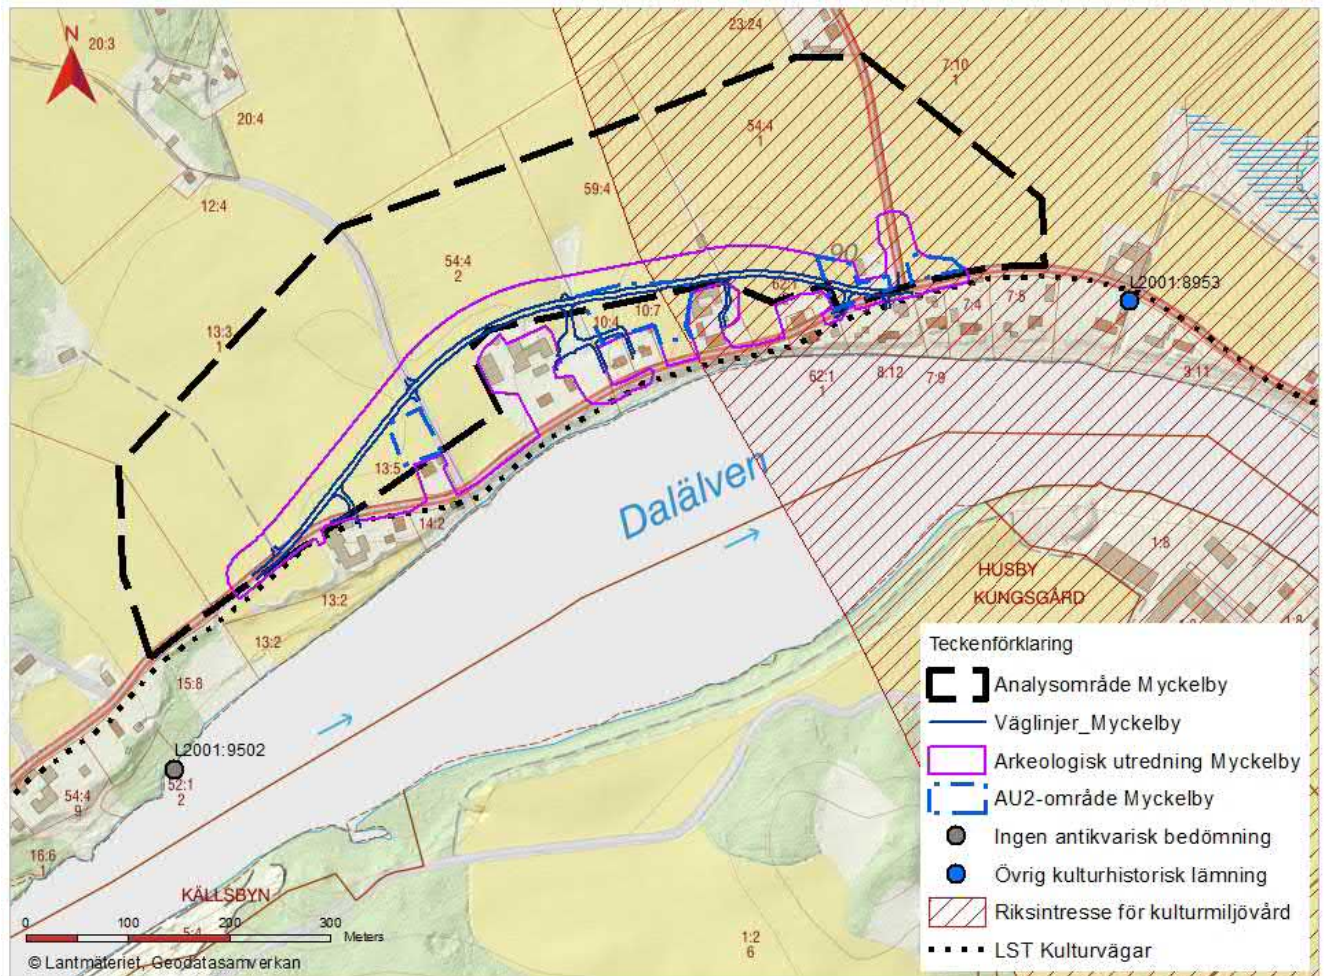 N
20:3
20:4
12:4
23:24
7:10
1
54:4
1
59:4
54:4
2
13:3
1
90
62:1
L2001:8953
10:4
10:7
7:4
7:5
62:1
1
8:12
7:9
3:11
13:5
14:2
Dalälven
13:2
13:2
15:8
L2001:9502
52:1
2
54:4
9
16:6
1
KÄLLSBYN
5:4
1:2
6
1:8
HUSBY
KUNGSGÅRD
1:8
0 100 200 300
Meters
© Lantmäteriet, Geodatasamverkan
Teckenförklaring
Analysområde Myckelby
Väglinjer_Myckelby
Arkeologisk utredning Myckelby
AU2-område Myckelby
Ingen antikvarisk bedömning
Övrig kulturhistorisk lämning
Riksintresse för kulturmiljövård
LST Kulturvägar